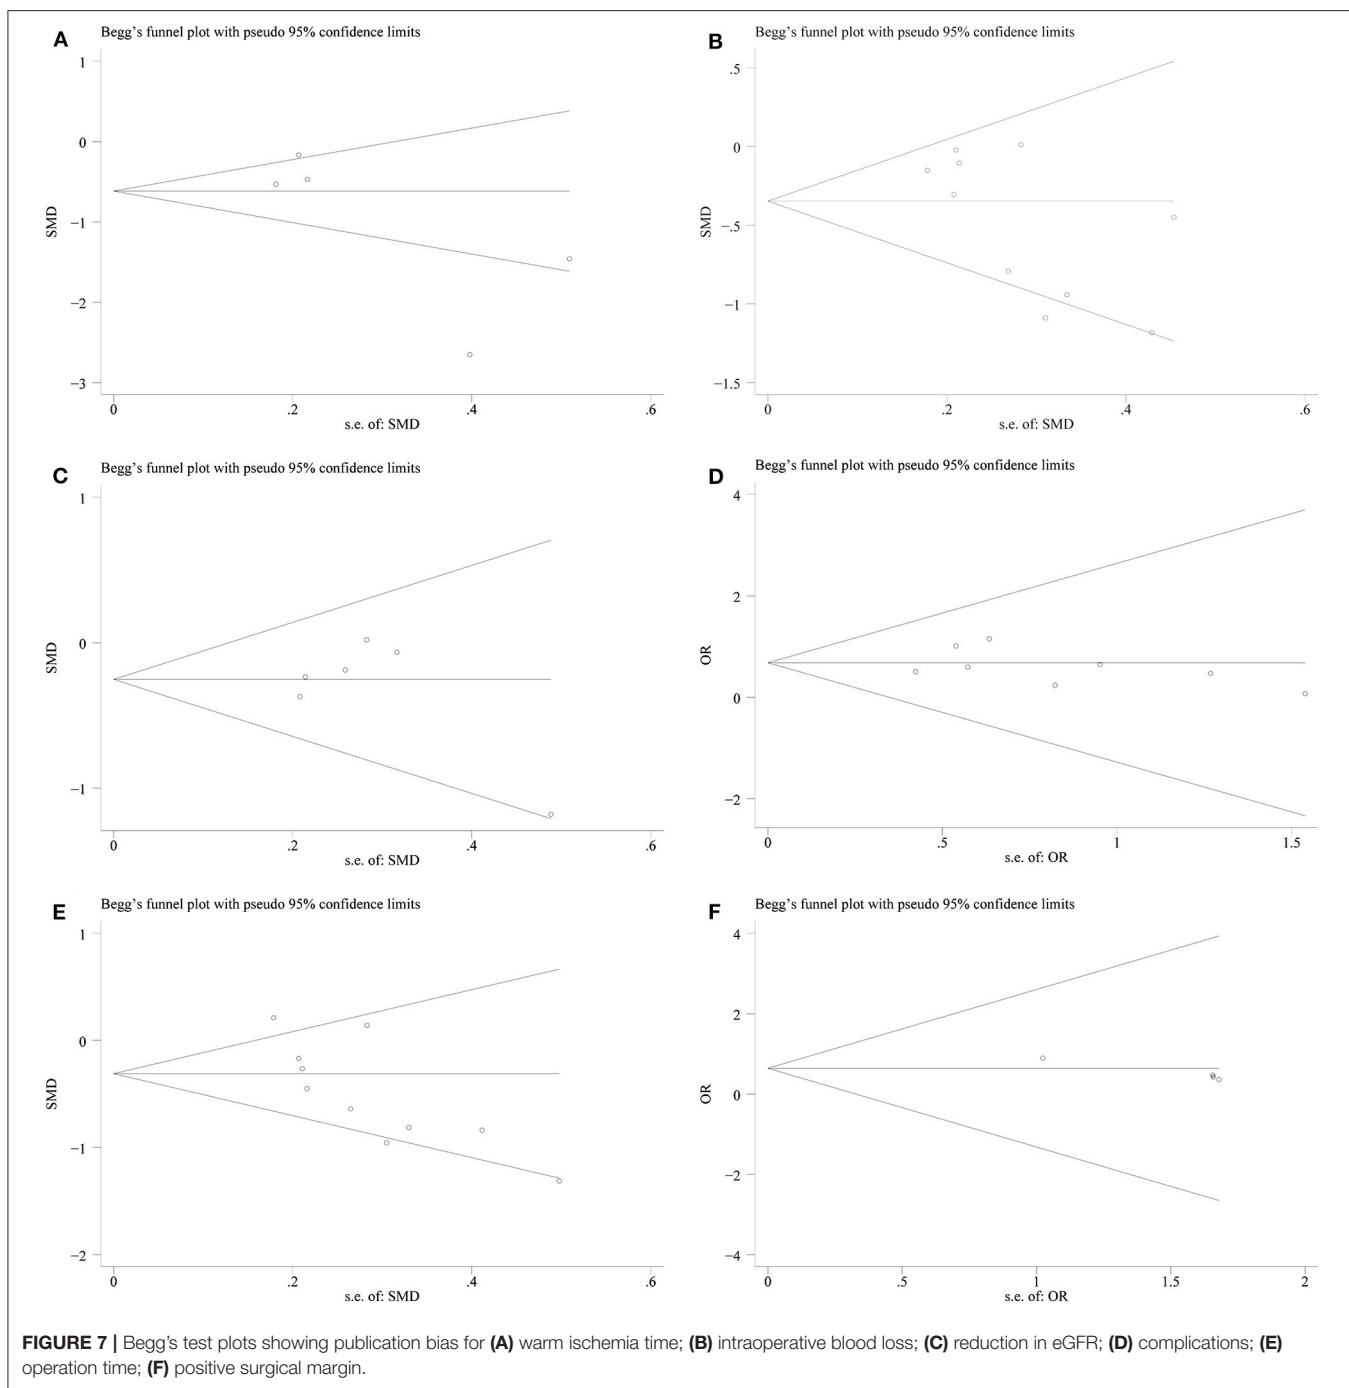 A
Begg's funnel plot with pseudo 95% confidence limits
1
0
−1
−2
−3
SMD
0 .2 .4 .6
s.e. of: SMD
B
Begg's funnel plot with pseudo 95% confidence limits
.5
0
−.5
−1
−1.5
SMD
0 .2 .4 .6
s.e. of: SMD
C
Begg's funnel plot with pseudo 95% confidence limits
1
0
−1
SMD
0 .2 .4 .6
s.e. of: SMD
D
Begg's funnel plot with pseudo 95% confidence limits
4
2
0
−2
OR
0 .5 1 1.5
s.e. of: OR
E
Begg's funnel plot with pseudo 95% confidence limits
1
0
−1
−2
SMD
0 .2 .4 .6
s.e. of: SMD
F
Begg's funnel plot with pseudo 95% confidence limits
4
2
0
−2
−4
OR
0 .5 1 1.5 2
s.e. of: OR
FIGURE 7 | Begg's test plots showing publication bias for (A) warm ischemia time; (B) intraoperative blood loss; (C) reduction in eGFR; (D) complications; (E)
operation time; (F) positive surgical margin.